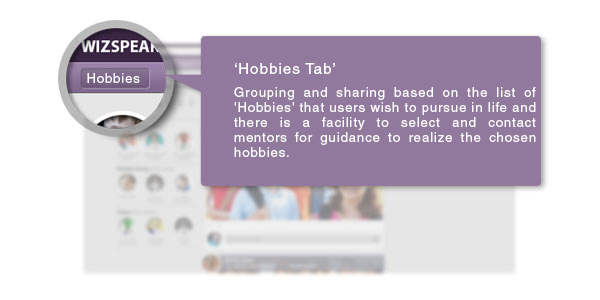 WIZSPEAK
Hobbies
‘Hobbies Tab’
Grouping and sharing based on the list of
'Hobbies' that users wish to pursue in life and
there is a facility to select and contact
mentors for guidance to realize the chosen
hobbies.